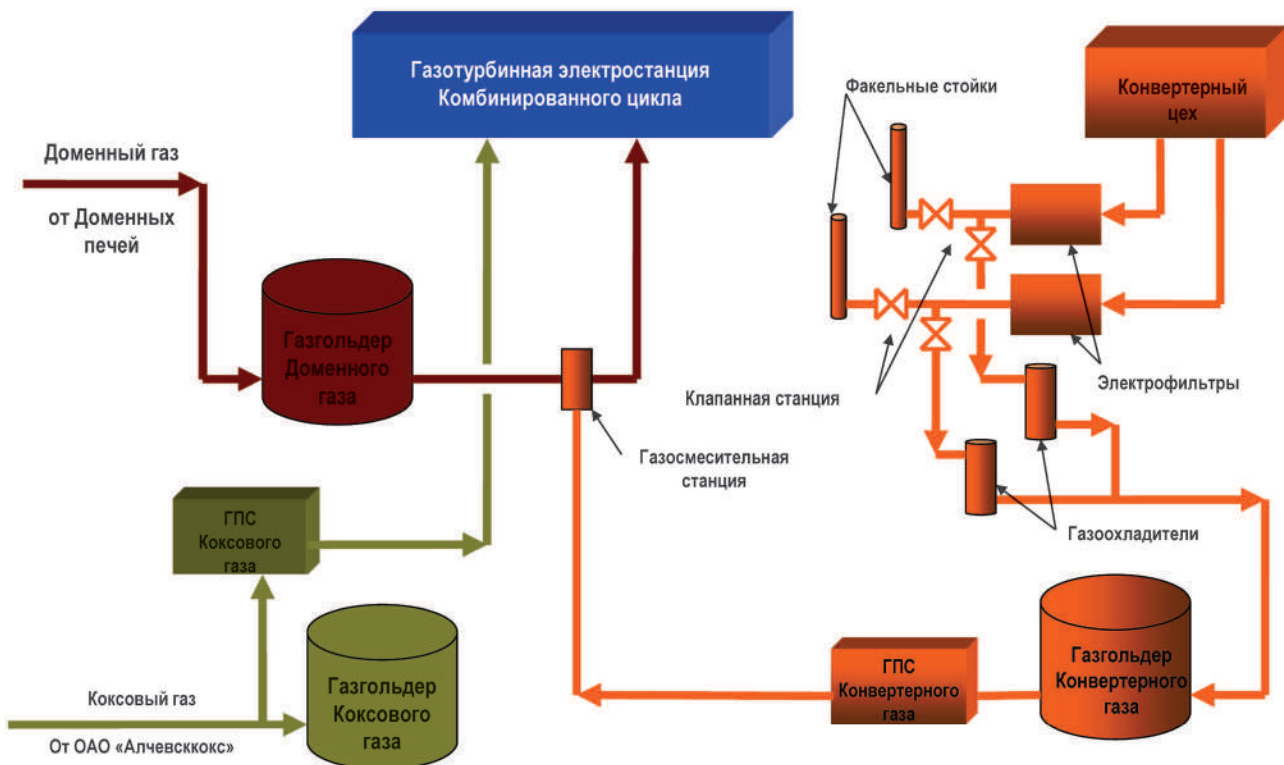 Газотурбинная электростанция
Комбинированного цикла
Факельные стойки
Конвертерный
цех
Доменный газ
от Доменных
печей
Газгольдер
Доменного
газа
Клапанная станция
Электрофильтры
Газосмесительная
станция
ГПС
Коксового
газа
Газоохладители
Газгольдер
Коксового
газа
ГПС
Конвертерного
газа
Газгольдер
Конвертерного
газа
Коксовый газ
От ОАО «Алчевсккокс»